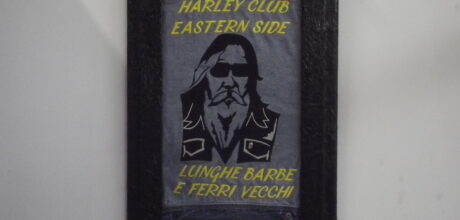 HARLEY CLUB
EASTERN SIDE
LUNGHE BARBE
E FERRI VECCHI